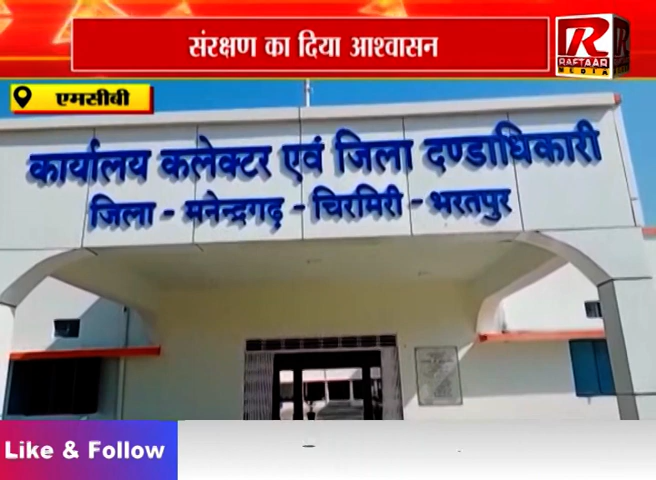 संरक्षण का दिया आश्वासन
R
RAFTAAR
MEDIA
एमसीबी
कार्यालय कलेक्टर एवं जिला दण्डाधिकारी
जिला - मनेन्द्रगढ़ - चिरमिरी - भरतपुर
Like & Follow